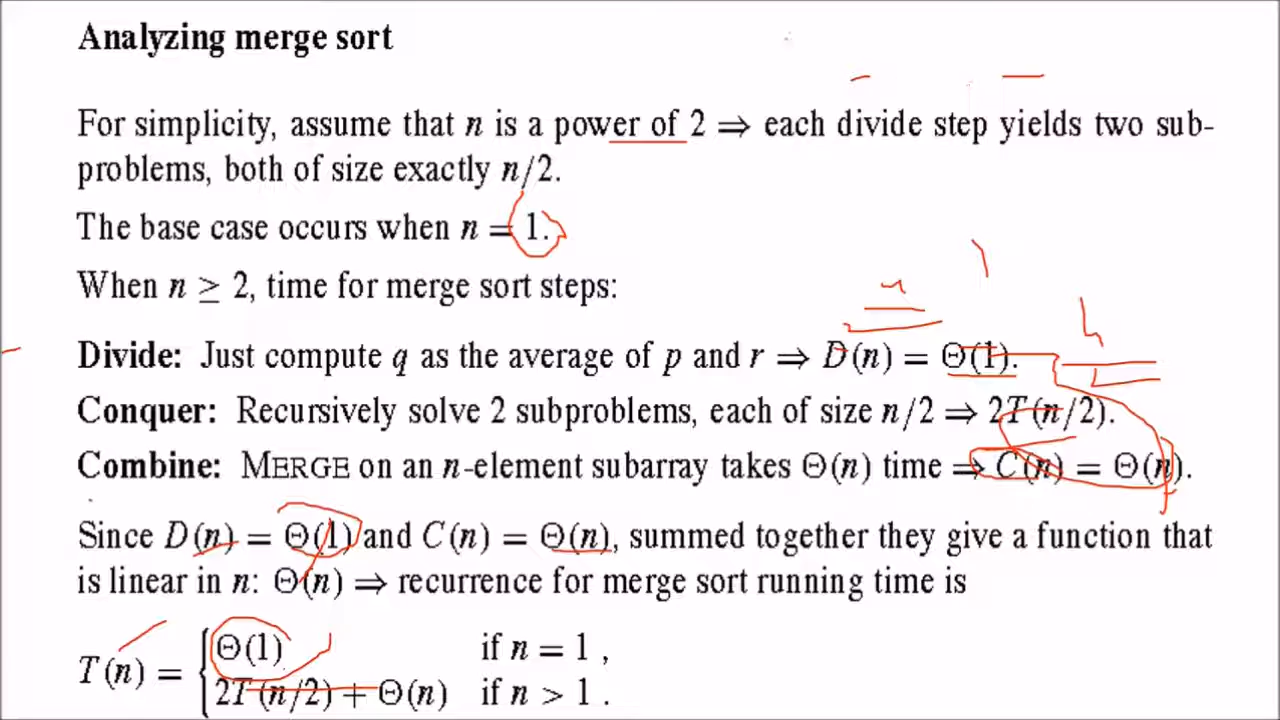 Analyzing merge sort
For simplicity, assume that n is a power of 2 ⇒ each divide step yields two sub-
problems, both of size exactly n/2.
The base case occurs when n = 1.
When n ≥ 2, time for merge sort steps:
Divide: Just compute q as the average of p and r ⇒ D(n) = Θ(1).
Conquer: Recursively solve 2 subproblems, each of size n/2 ⇒ 2T(n/2).
Combine: MERGE on an n-element subarray takes Θ(n) time ⇒ C(n) = Θ(n).
Since D(n) = Θ(1) and C(n) = Θ(n), summed together they give a function that
is linear in n: Θ(n) ⇒ recurrence for merge sort running time is
T(n) = { Θ(1) if n = 1 ,
2T(n/2) + Θ(n) if n > 1 .